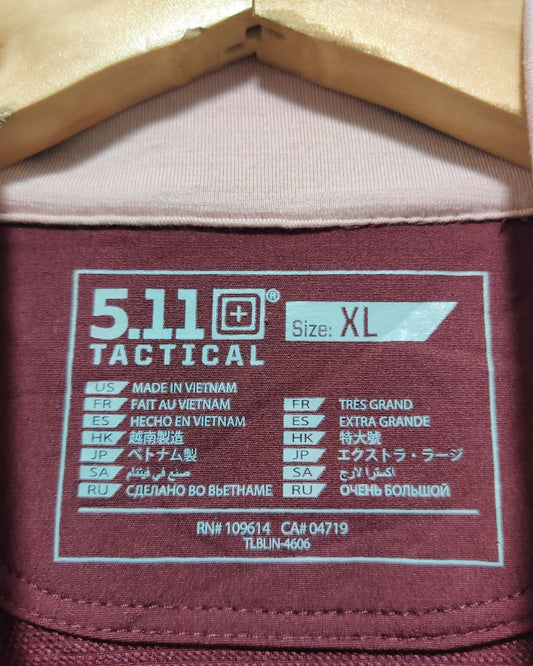 5.11®
TACTICAL
Size: XL
US MADE IN VIETNAM
FR FAIT AU VIETNAM
ES HECHO EN VIETNAM
HK 越南製造
JP ベトナム製
SA صنع في فيتنام
RU СДЕЛАНО ВО ВЬЕТНАМЕ
FR TRÈS GRAND
ES EXTRA GRANDE
HK 特大號
JP エクストラ・ラージ
SA اكسترا لارج
RU ОЧЕНЬ БОЛЬШОЙ
RN# 109614 CA# 04719
TLBLIN-4606